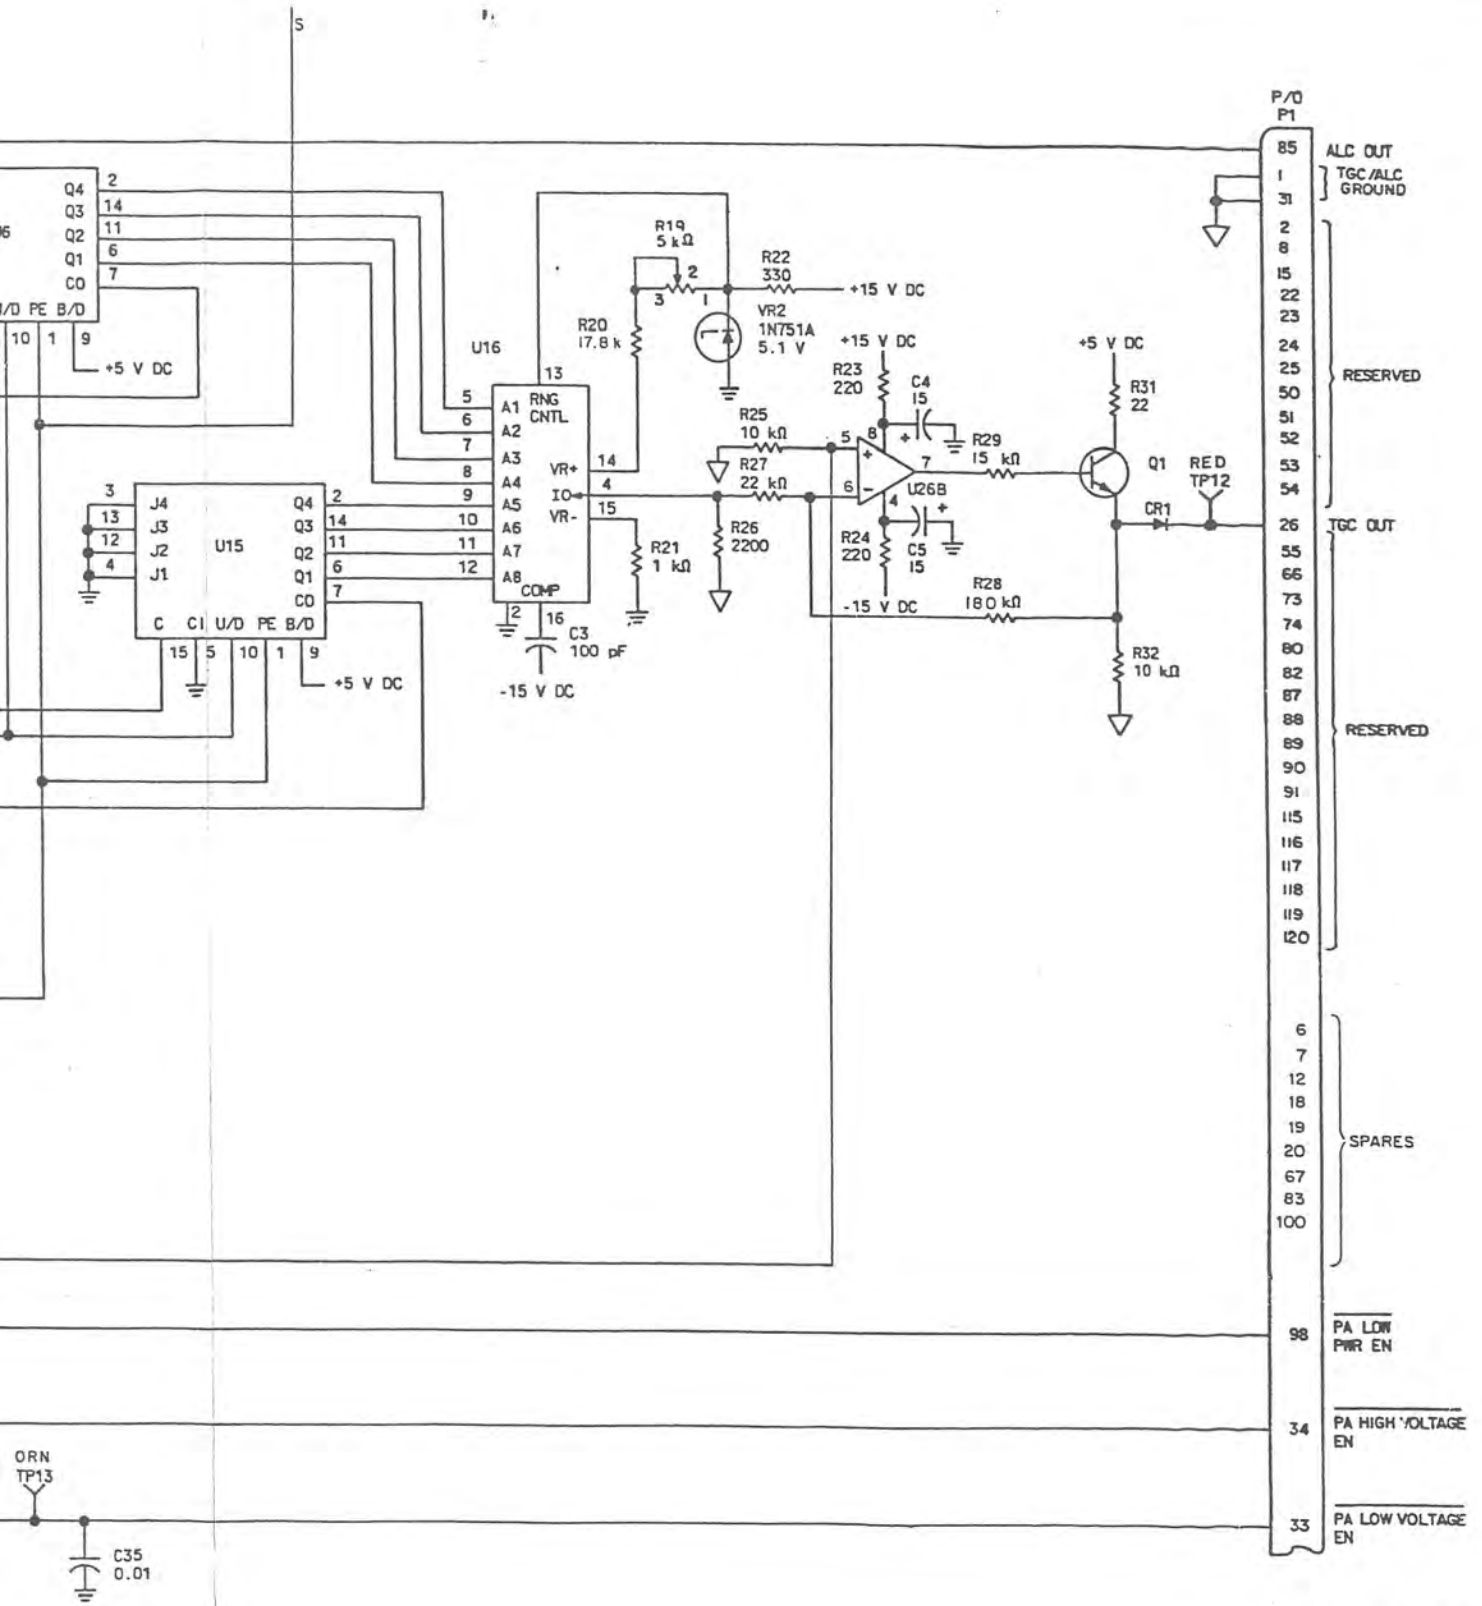 S
P/O
P1
85 ALC OUT
1 TGC/ALC
GROUND
31
2
8
15
22
23
24
25
50
51
52
53
54
RESERVED
26 TGC OUT
55
66
73
74
80
82
87
88
89
90
91
115
116
117
118
119
120
RESERVED
6
7
12
18
19
20
67
83
100
SPARES
98 PA LOW
PWR EN
34 PA HIGH VOLTAGE
EN
33 PA LOW VOLTAGE
EN
Q4 2
Q3 14
Q2 11
Q1 6
CO 7
/D PE B/D
10 1 9
+5 V DC
3 J4
13 J3
12 J2
4 J1
U15
Q4 2
Q3 14
Q2 11
Q1 6
CO 7
C CI U/D PE B/D
15 5 10 1 9
+5 V DC
U16
13
RNG
CNTL
5 A1
6 A2
7 A3
8 A4
9 A5
10 A6
11 A7
12 A8
VR+ 14
IO 4
VR- 15
COMP
2 16
C3
100 pF
-15 V DC
R19
5 kΩ
2
3 1
R20
17.8 k
R22
330
+15 V DC
VR2
1N751A
5.1 V
R21
1 kΩ
R25
10 kΩ
R27
22 kΩ
R26
2200
+15 V DC
R23
220
C4
15
+
5 + 8
6 - 4
7
U26B
+
C5
15
R24
220
-15 V DC
R29
15 kΩ
R28
180 kΩ
+5 V DC
R31
22
Q1
RED
TP12
CR1
R32
10 kΩ
ORN
TP13
C35
0.01